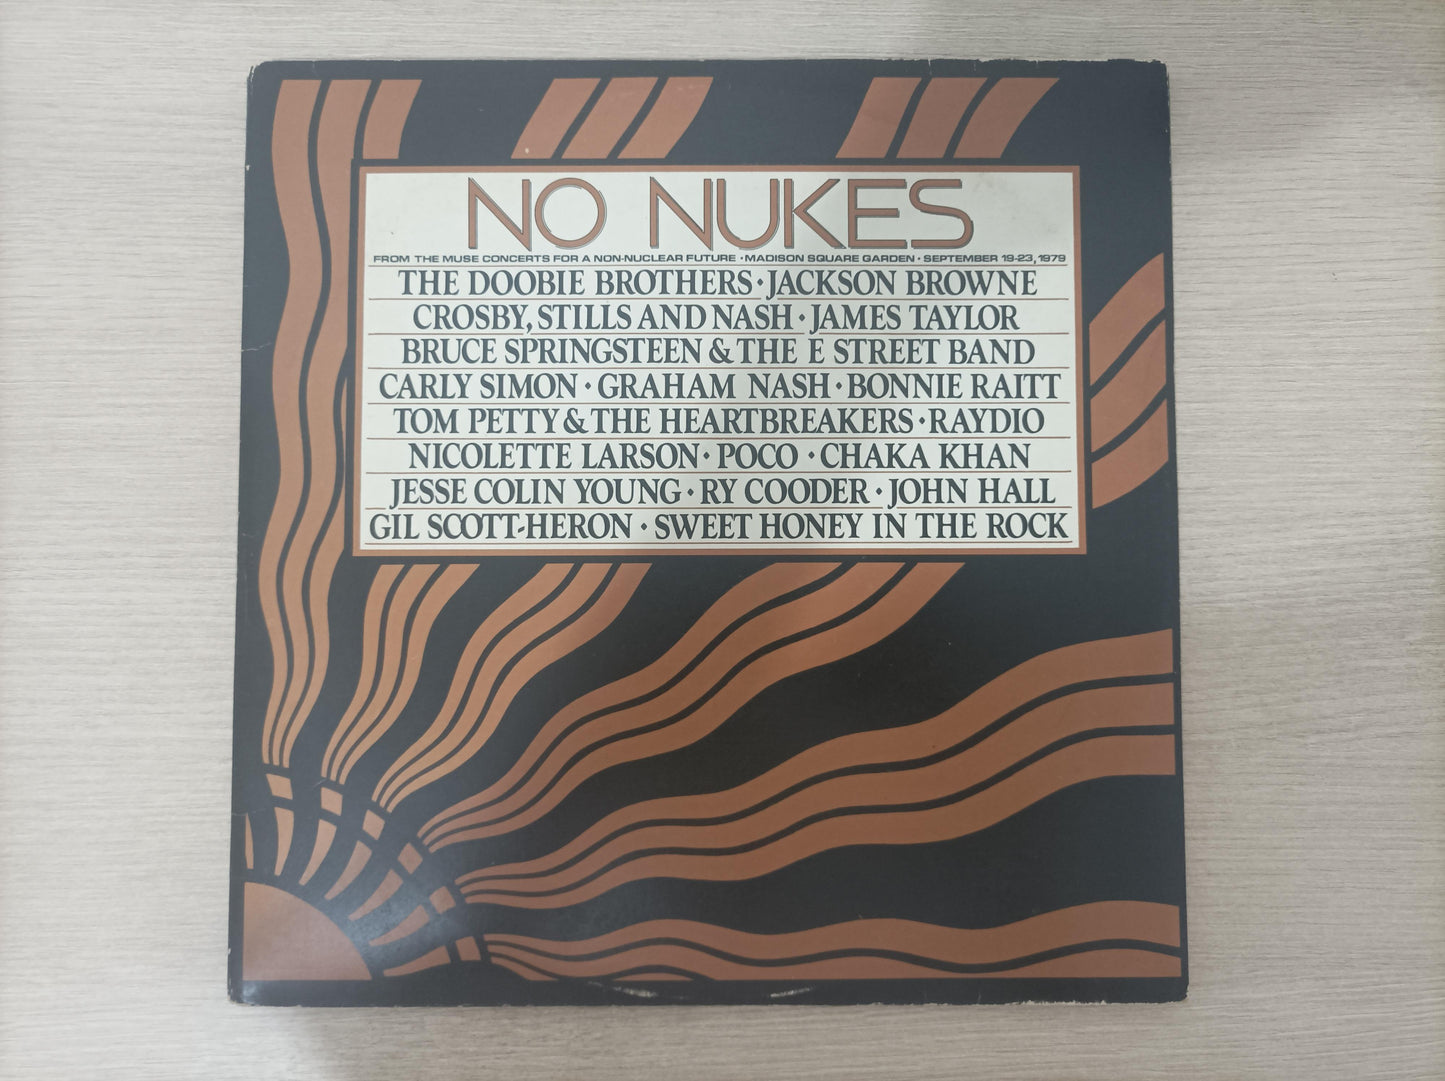 NO NUKES
FROM THE MUSE CONCERTS FOR A NON-NUCLEAR FUTURE · MADISON SQUARE GARDEN · SEPTEMBER 19-23, 1979
THE DOOBIE BROTHERS · JACKSON BROWNE
CROSBY, STILLS AND NASH · JAMES TAYLOR
BRUCE SPRINGSTEEN & THE E STREET BAND
CARLY SIMON · GRAHAM NASH · BONNIE RAITT
TOM PETTY & THE HEARTBREAKERS · RAYDIO
NICOLETTE LARSON · POCO · CHAKA KHAN
JESSE COLIN YOUNG · RY COODER · JOHN HALL
GIL SCOTT-HERON · SWEET HONEY IN THE ROCK